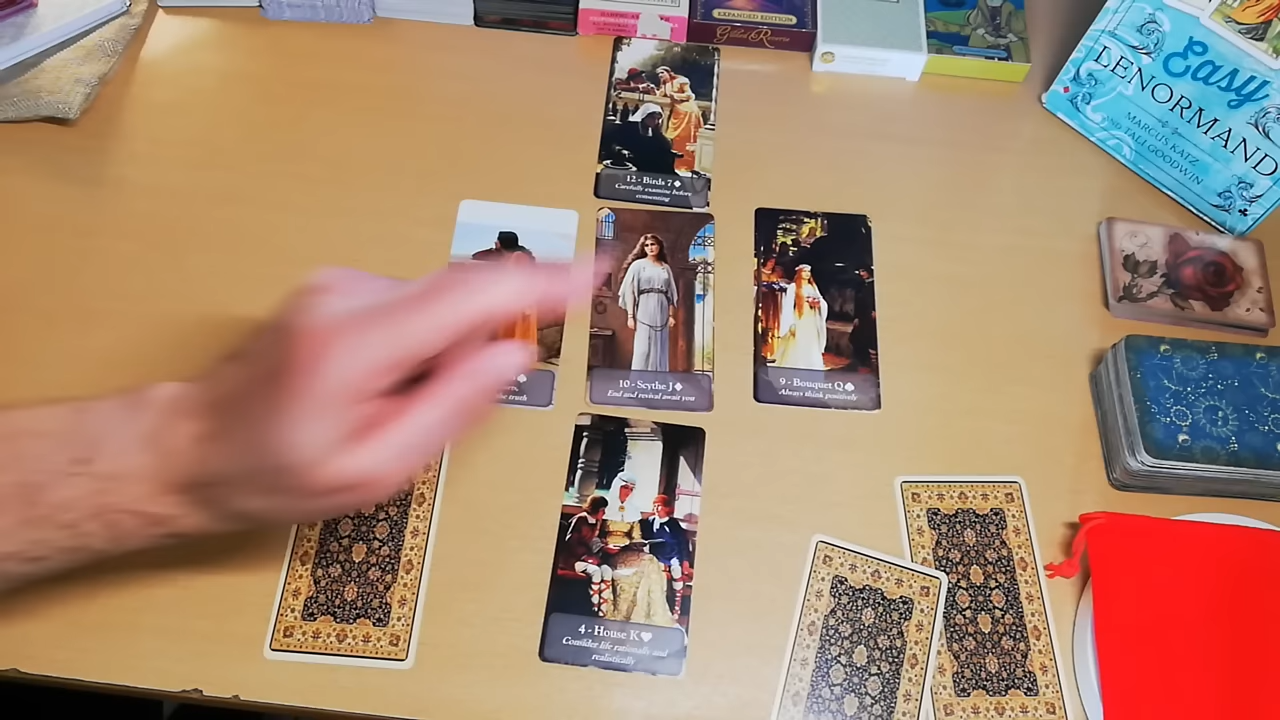 EXPANDED EDITION
Gilded Reverie
Easy
LENORMAND
MARCUS KATZ
AND TALI GOODWIN
12 - Birds 7♦
Carefully examine before
consenting
10 - Scythe J♦
End and revival await you
9 - Bouquet Q♠
Always think positively
the truth
4 - House K♥
Consider life rationally and
realistically